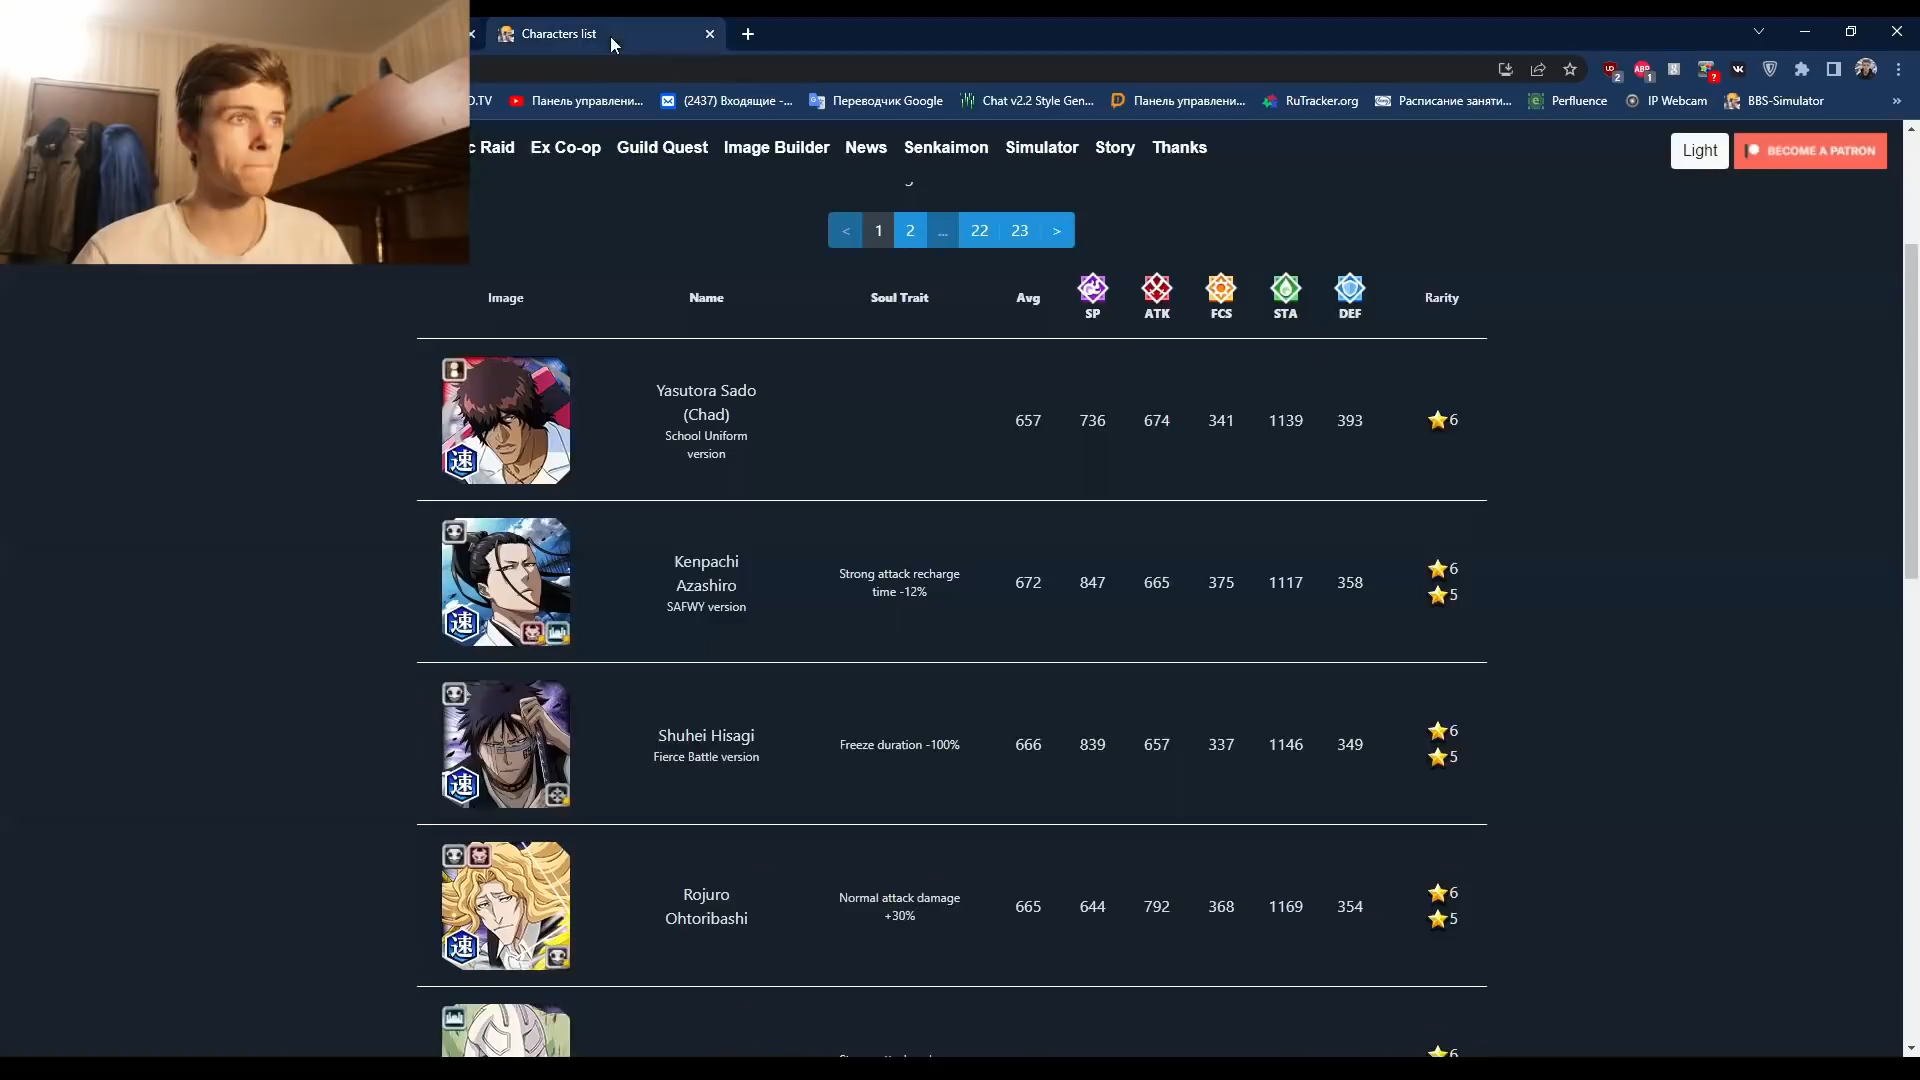 Characters list
2
1
?
O.TV
Панель управлени...
(2437) Входящие -...
Переводчик Google
Chat v2.2 Style Gen...
Панель управлени...
RuTracker.org
Расписание заняти...
Perfluence
IP Webcam
BBS-Simulator
»
c Raid
Ex Co-op
Guild Quest
Image Builder
News
Senkaimon
Simulator
Story
Thanks
Light
BECOME A PATRON
< 1 2 ... 22 23 >
Image
Name
Soul Trait
Avg
SP
ATK
FCS
STA
DEF
Rarity
速
Yasutora Sado
(Chad)
School Uniform
version
657
736
674
341
1139
393
6
速
Kenpachi
Azashiro
SAFWY version
Strong attack recharge
time -12%
672
847
665
375
1117
358
6
5
速
Shuhei Hisagi
Fierce Battle version
Freeze duration -100%
666
839
657
337
1146
349
6
5
速
Rojuro
Ohtoribashi
Normal attack damage
+30%
665
644
792
368
1169
354
6
5
6